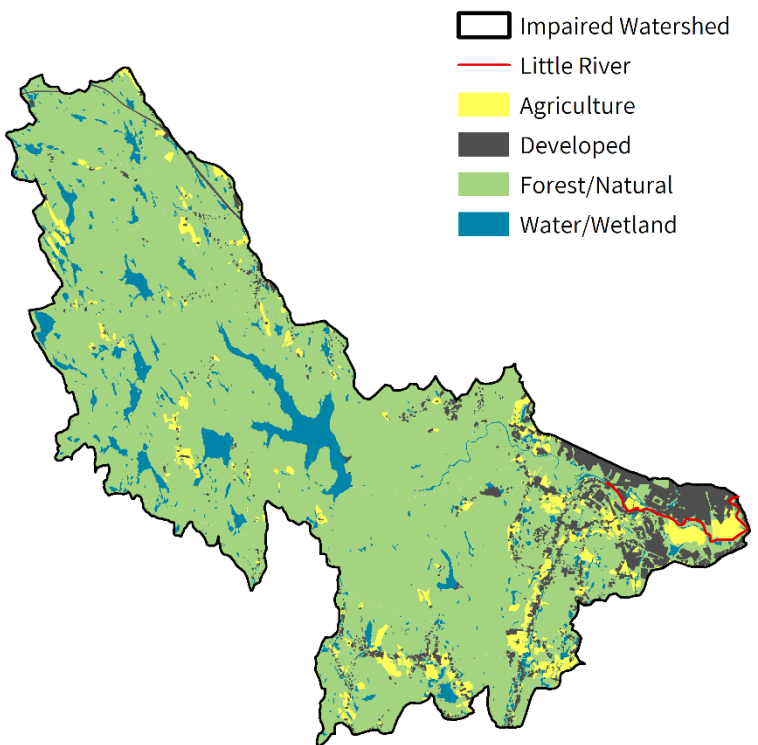 Impaired Watershed
Little River
Agriculture
Developed
Forest/Natural
Water/Wetland